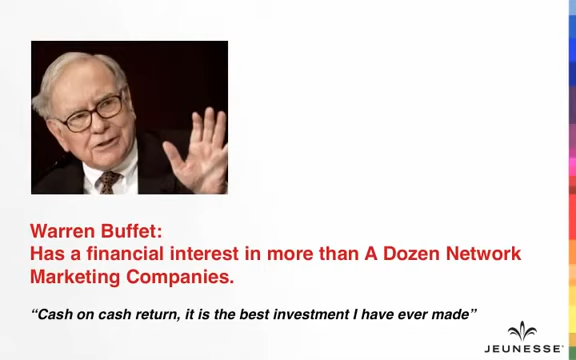 Warren Buffet:
Has a financial interest in more than A Dozen Network
Marketing Companies.
“Cash on cash return, it is the best investment I have ever made”
JEUNESSE